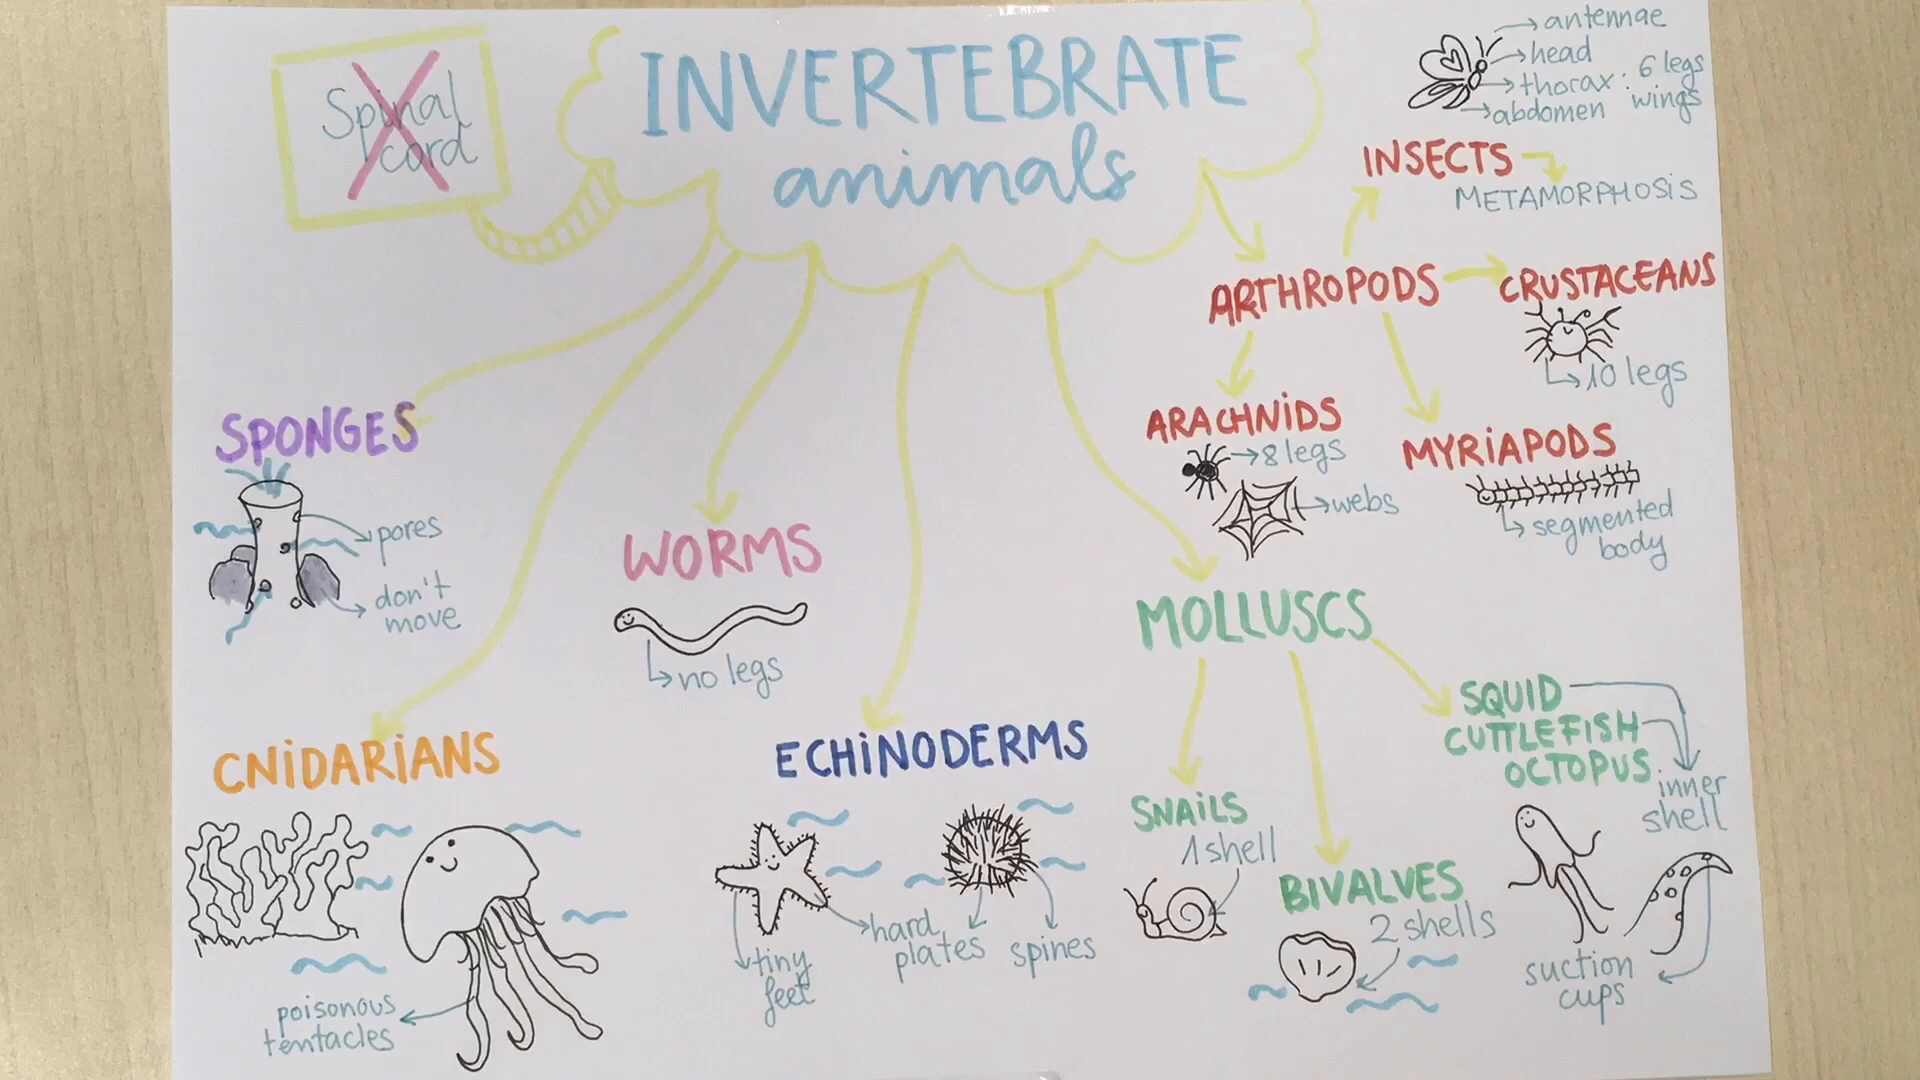 Spinal
cord
INVERTEBRATE
animals
antennae
head
thorax: 6 legs
wings
abdomen
INSECTS
METAMORPHOSIS
ARTHROPODS
CRUSTACEANS
10 legs
ARACHNIDS
8 legs
webs
MYRIAPODS
segmented
body
SPONGES
pores
don't
move
WORMS
no legs
MOLLUSCS
SQUID
CUTTLEFISH
OCTOPUS
inner
shell
suction
cups
SNAILS
1 shell
BIVALVES
2 shells
CNIDARIANS
poisonous
tentacles
ECHINODERMS
tiny
feet
hard
plates
spines